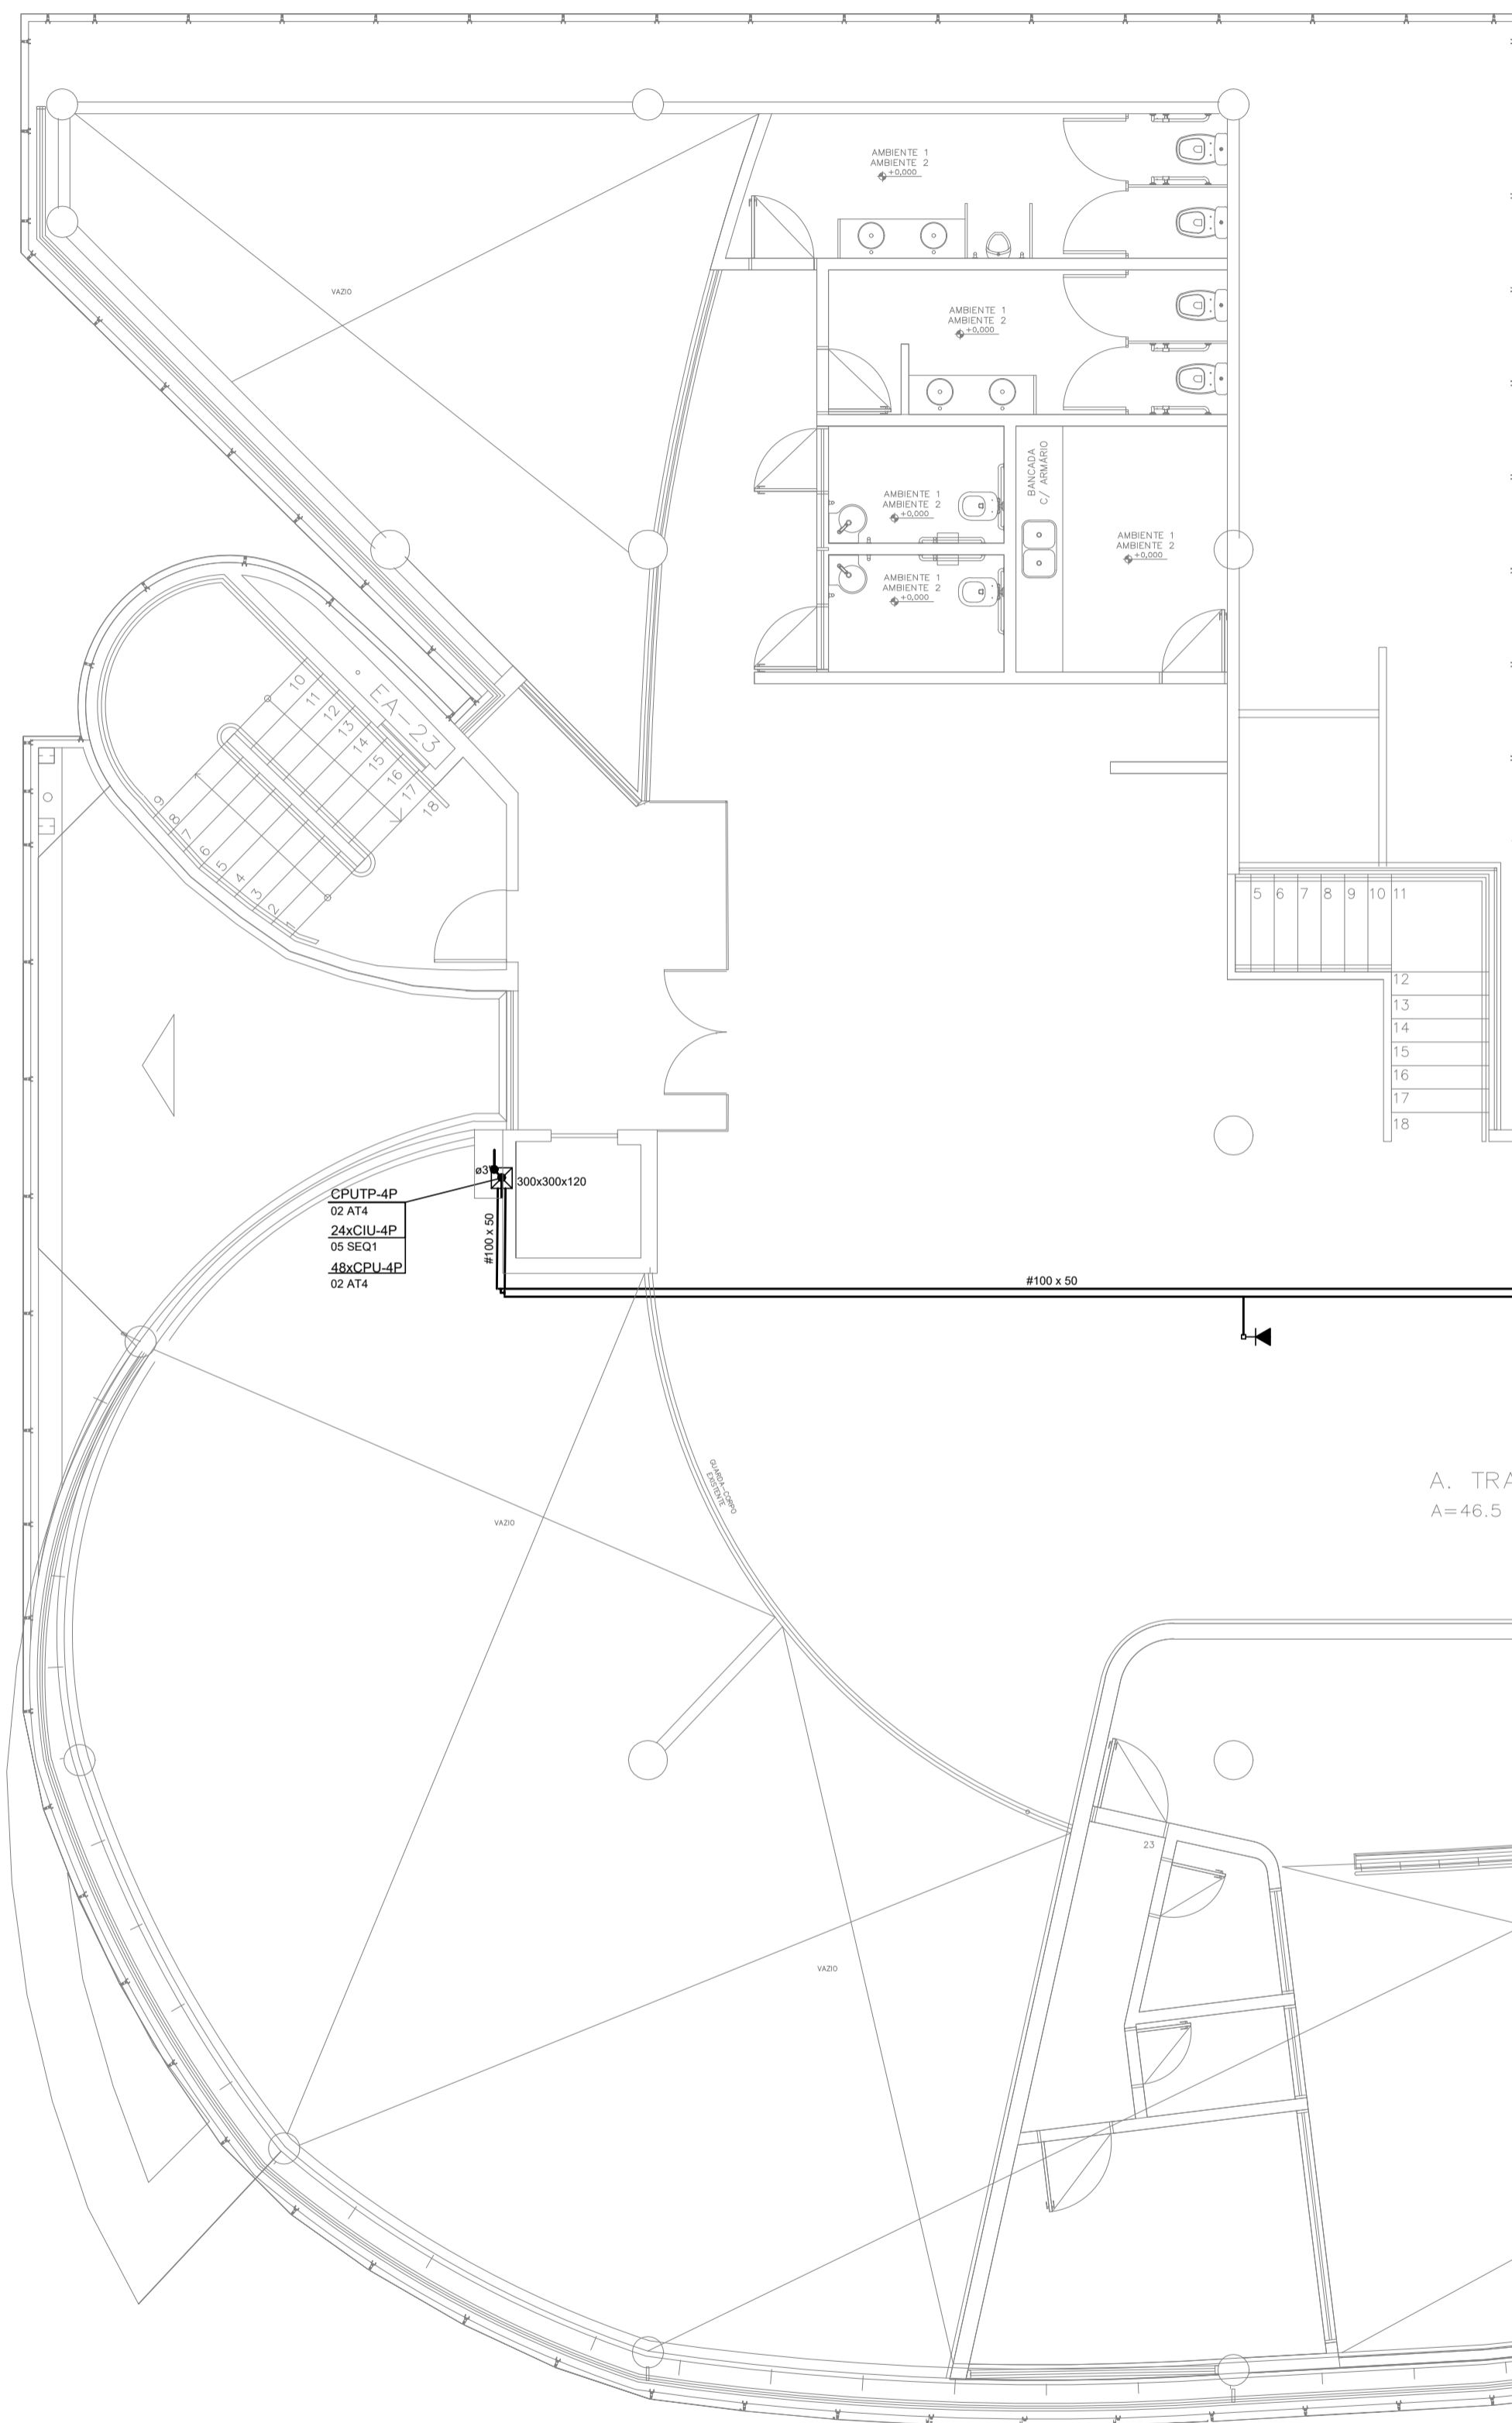 AMBIENTE 1
AMBIENTE 2
+0,000
VAZIO
AMBIENTE 1
AMBIENTE 2
+0,000
BANCADA
C/ ARMÁRIO
AMBIENTE 1
AMBIENTE 2
+0,000
AMBIENTE 1
AMBIENTE 2
+0,000
AMBIENTE 1
AMBIENTE 2
+0,000
EA-23
10
11
12
13
14
15
16
17
18
9
8
7
6
5
4
3
2
1
5 6 7 8 9 10 11
12
13
14
15
16
17
18
ø3"
300x300x120
CPUTP-4P
02 AT4
24xCIU-4P
05 SEQ1
48xCPU-4P
02 AT4
#100 x 50
#100 x 50
GUARDA-CORPO
EXISTENTE
A. TRA
A=46.5
VAZIO
23
VAZIO